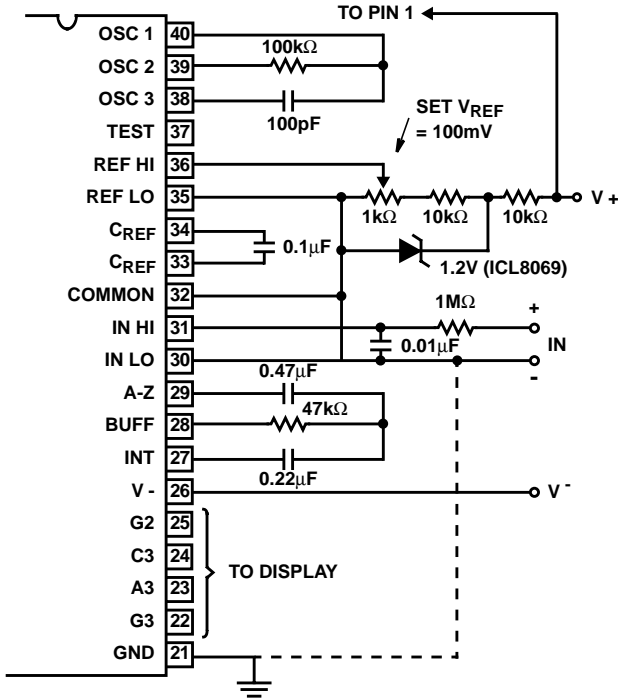 TO PIN 1
OSC 1 40
100kΩ
OSC 2 39
OSC 3 38
100pF
SET VREF
= 100mV
TEST 37
REF HI 36
REF LO 35
1kΩ 10kΩ 10kΩ V +
CREF 34
0.1µF
CREF 33
1.2V (ICL8069)
COMMON 32
1MΩ
IN HI 31
+
0.01µF IN
IN LO 30
-
0.47µF
A-Z 29
47kΩ
BUFF 28
INT 27
0.22µF
V - 26 V -
G2 25
C3 24
TO DISPLAY
A3 23
G3 22
GND 21